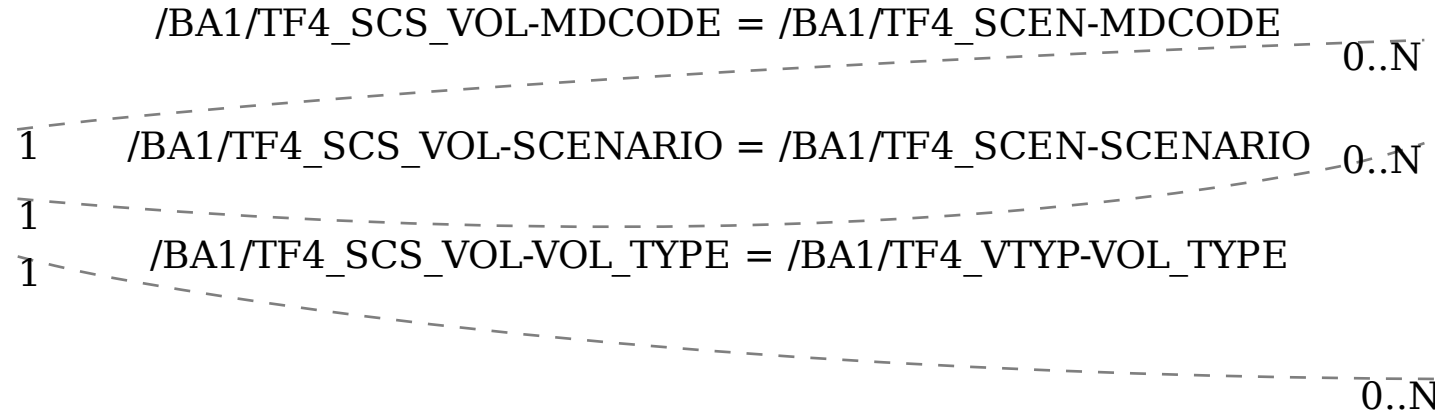 /BA1/TF4_SCS_VOL-MDCODE = /BA1/TF4_SCEN-MDCODE
0..N
1
/BA1/TF4_SCS_VOL-SCENARIO = /BA1/TF4_SCEN-SCENARIO
0..N
1
/BA1/TF4_SCS_VOL-VOL_TYPE = /BA1/TF4_VTYP-VOL_TYPE
1
0..N